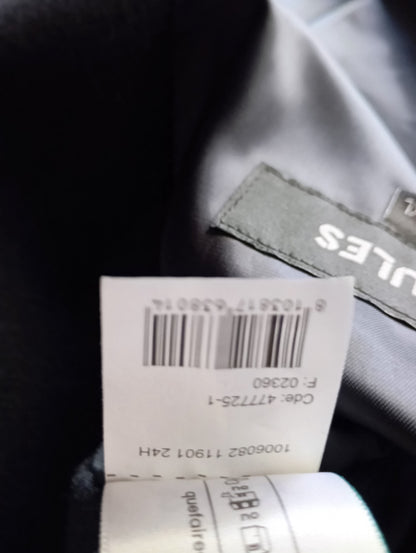 ULES
1006082 11901 24H
Cde: 477725-1
F: 02360
8 103817 638014
quefaire